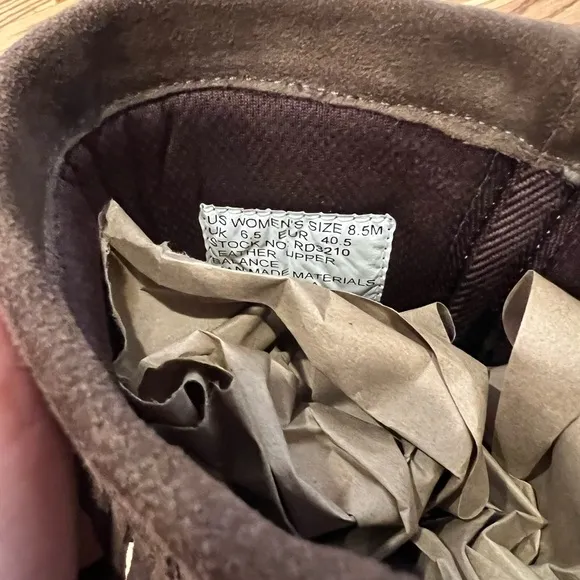 US WOMEN'S SIZE 8.5M
UK 6.5 EUR 40.5
STOCK NO RD3210
LEATHER UPPER
BALANCE
MADE MATERIALS